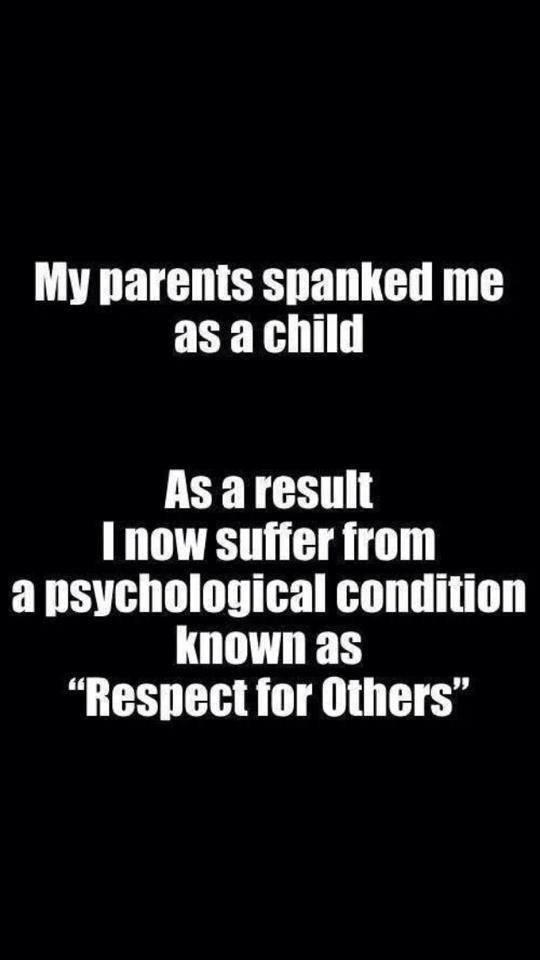 My parents spanked me
as a child
As a result
I now suffer from
a psychological condition
known as
“Respect for Others”